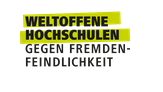 WELTOFFENE
HOCHSCHULEN
GEGEN FREMDEN-
FEINDLICHKEIT